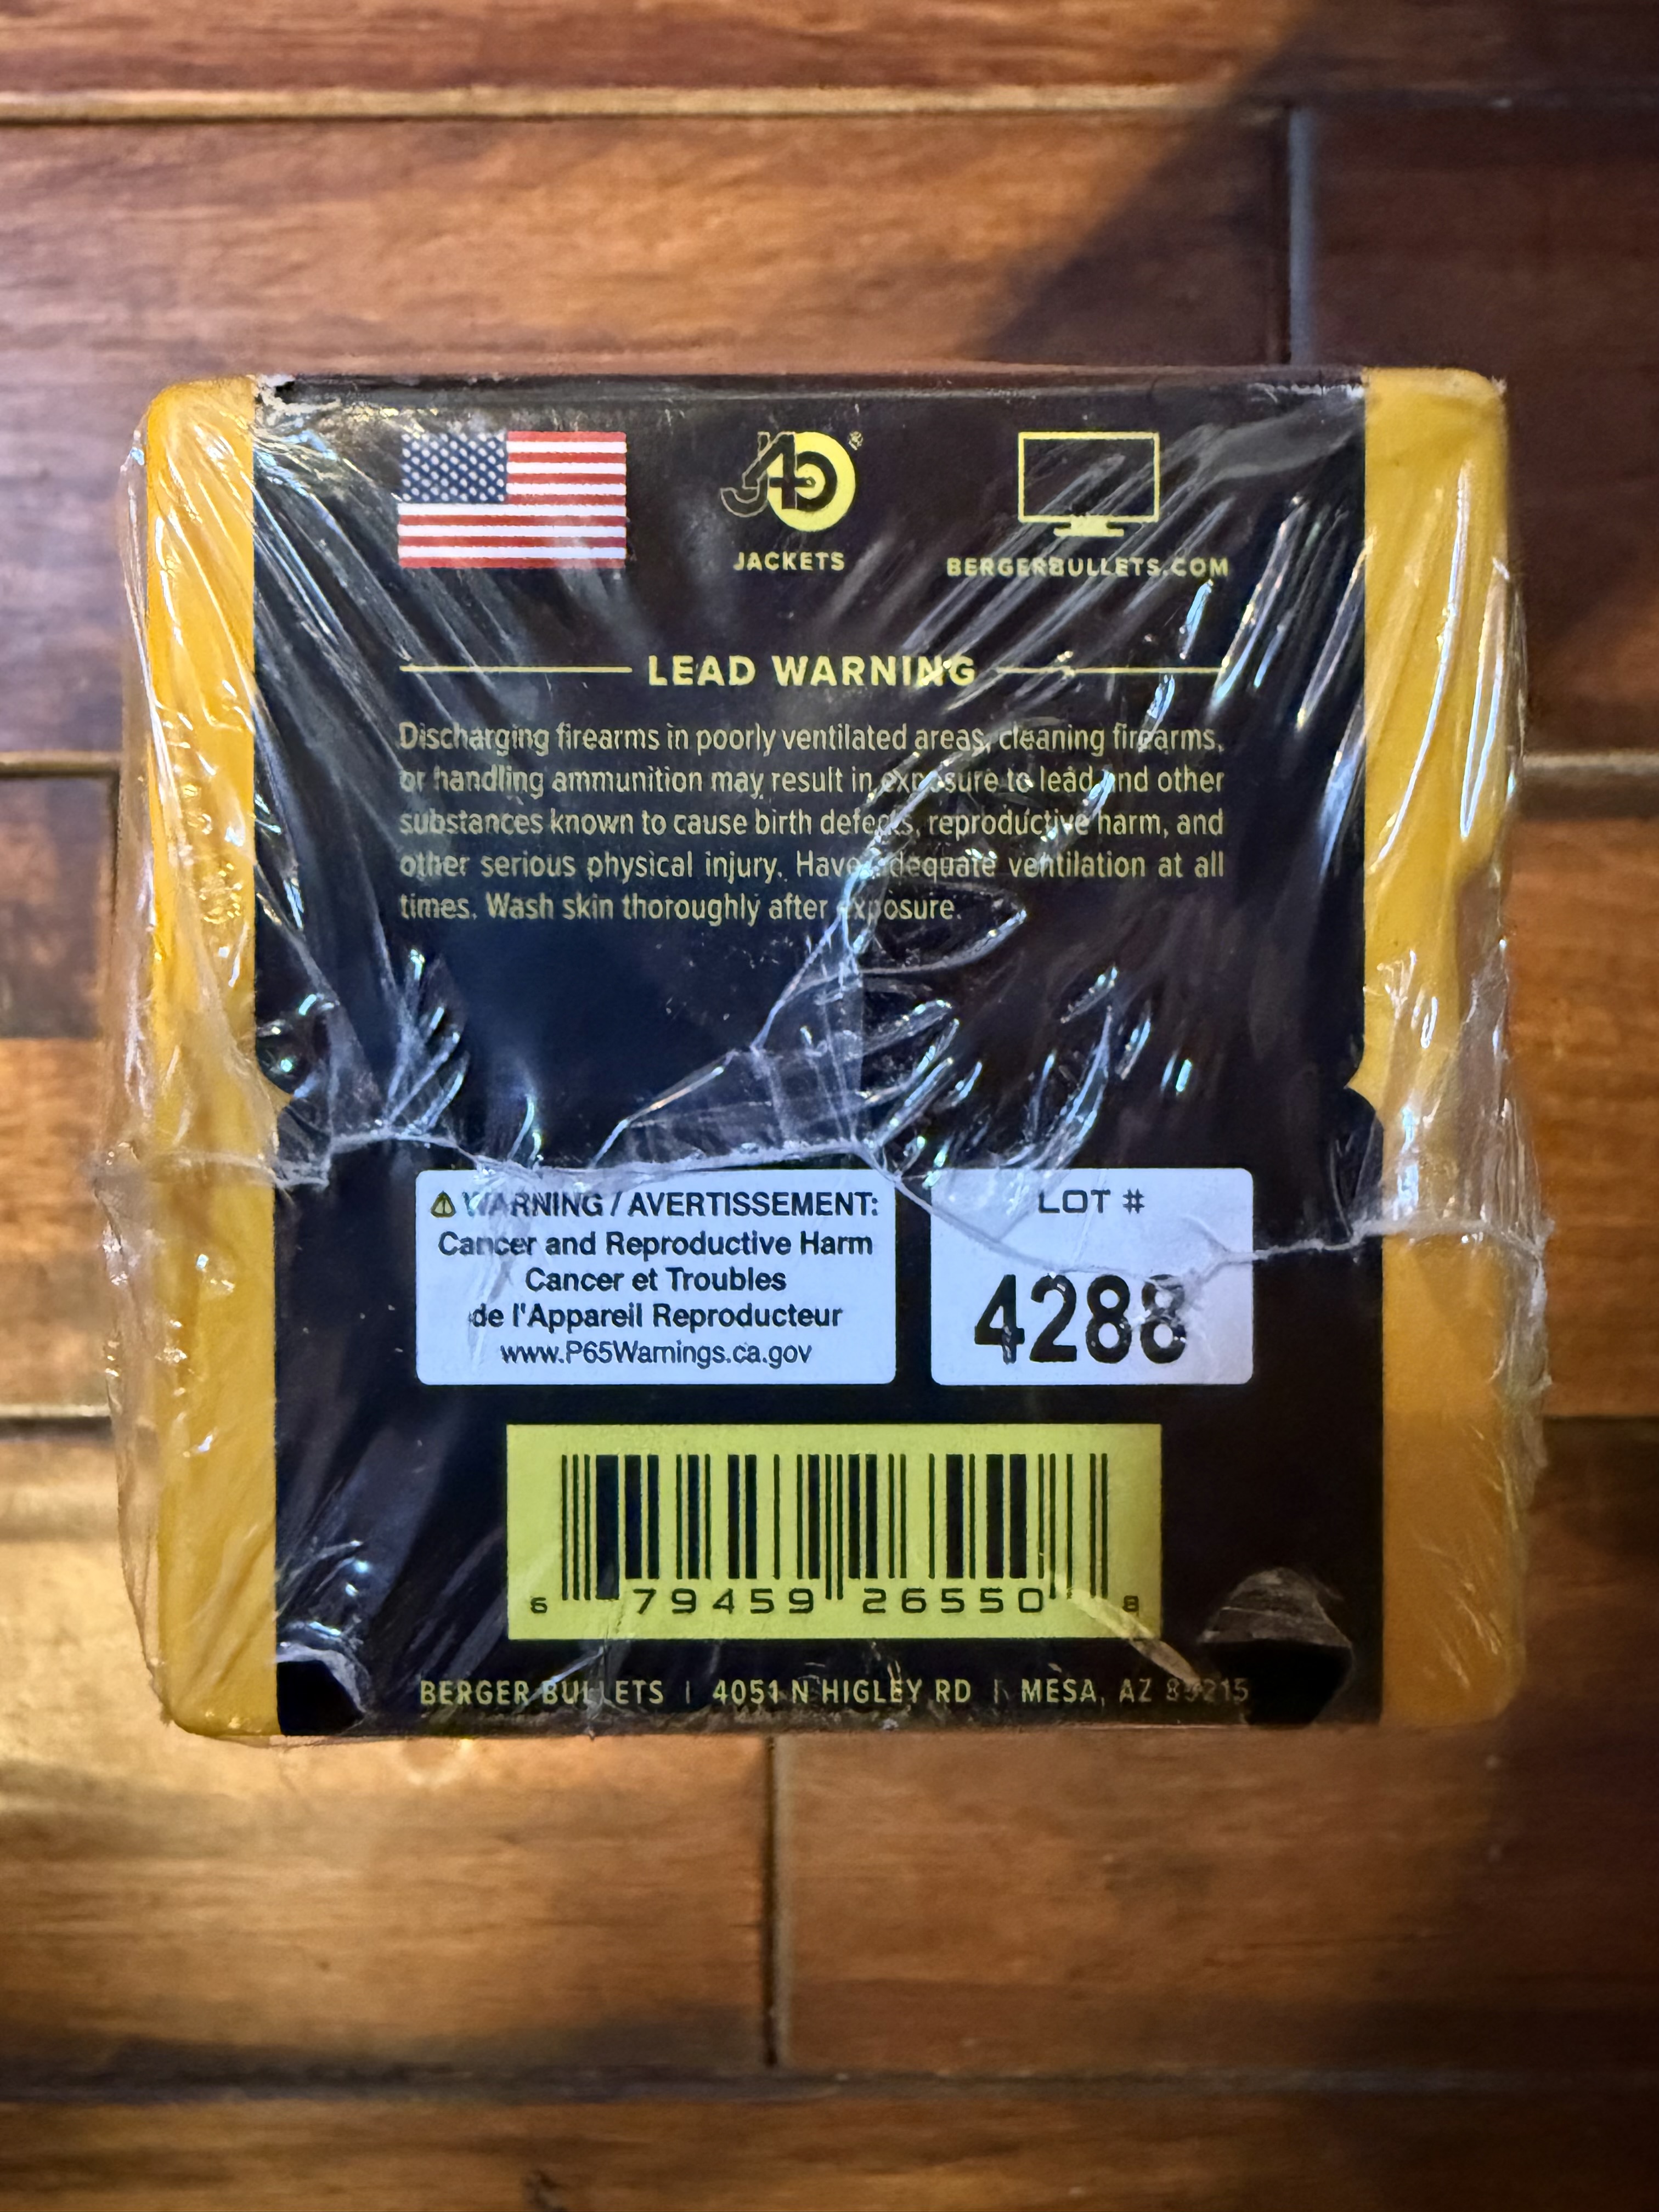 J4
JACKETS
BERGERBULLETS.COM
LEAD WARNING
Discharging firearms in poorly ventilated areas, cleaning firearms,
or handling ammunition may result in exposure to lead and other
substances known to cause birth defects, reproductive harm, and
other serious physical injury. Have adequate ventilation at all
times. Wash skin thoroughly after exposure.
⚠ WARNING / AVERTISSEMENT:
Cancer and Reproductive Harm
Cancer et Troubles
de l'Appareil Reproducteur
www.P65Warnings.ca.gov
LOT #
4288
6 79459 26550 8
BERGER BULLETS | 4051 N HIGLEY RD | MESA, AZ 85215